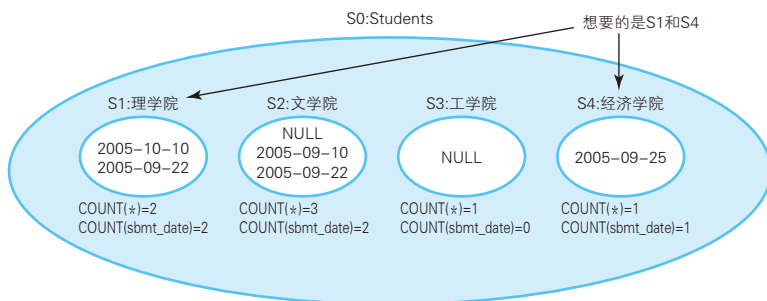 S0:Students
想要的是S1和S4
S1:理学院
S2:文学院
S3:工学院
S4:经济学院
2005-10-10
2005-09-22
NULL
2005-09-10
2005-09-22
NULL
2005-09-25
COUNT(*)=2
COUNT(sbmt_date)=2
COUNT(*)=3
COUNT(sbmt_date)=2
COUNT(*)=1
COUNT(sbmt_date)=0
COUNT(*)=1
COUNT(sbmt_date)=1